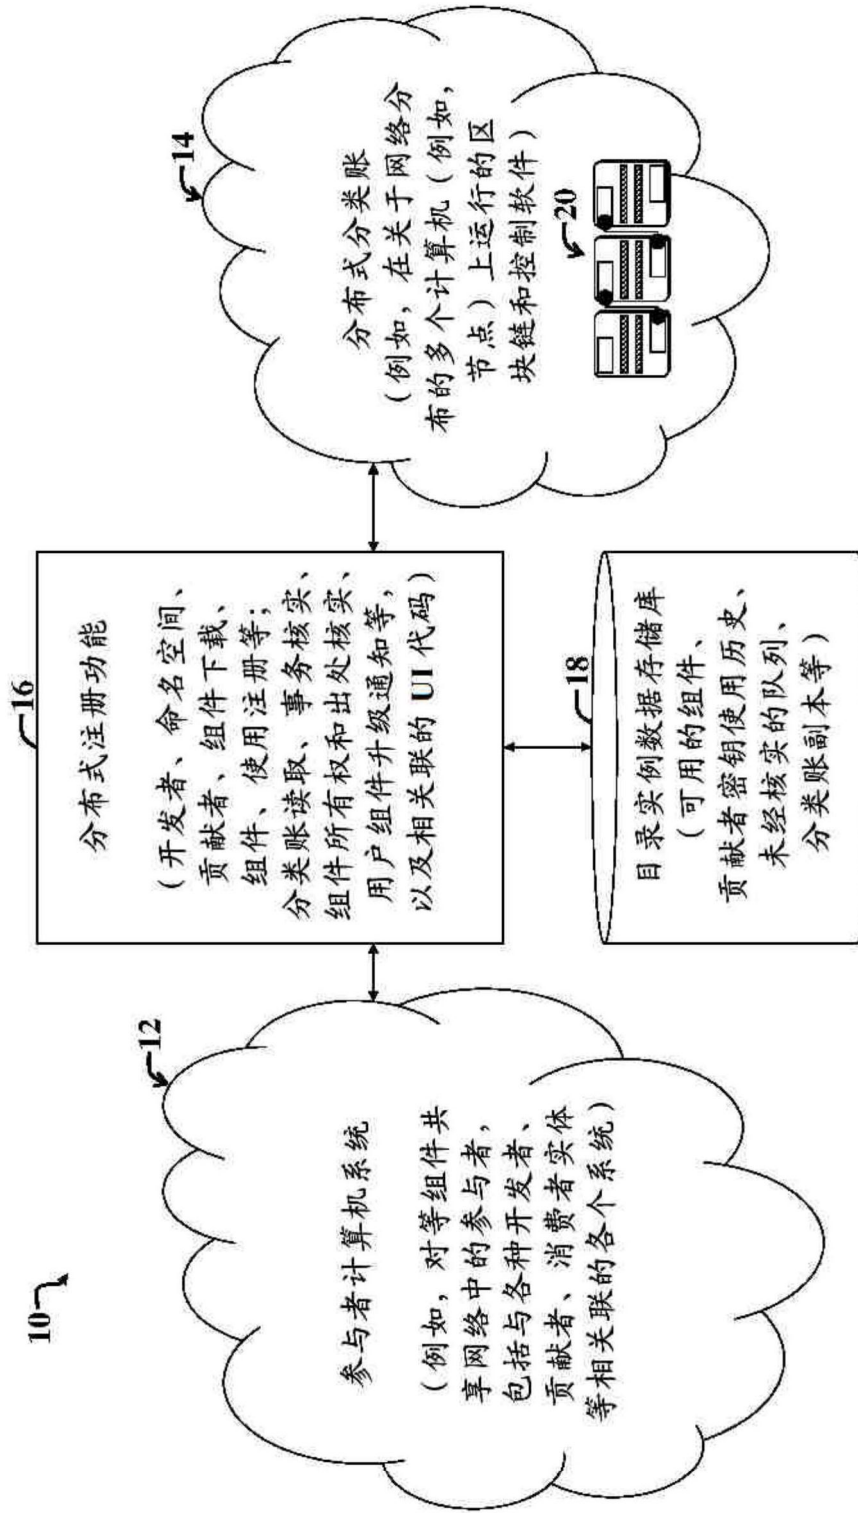 10
12
参与者计算机系统
（例如，对等组件共
享网络中的参与者，
包括与各种开发者、
贡献者、消费者实体
等相关联的各个系统）
16
分布式注册功能
（开发者、命名空间、
贡献者、组件下载、
组件、使用注册等；
分类账读取、事务核实、
组件所有权和出处核实、
用户组件升级通知等，
以及相关联的 UI 代码）
18
目录实例数据存储库
（可用的组件、
贡献者密钥使用历史、
未经核实的队列、
分类账副本等）
14
分布式分类账
（例如，在关于网络分
布的多个计算机（例如，
节点）上运行的区
块链和控制软件）
20